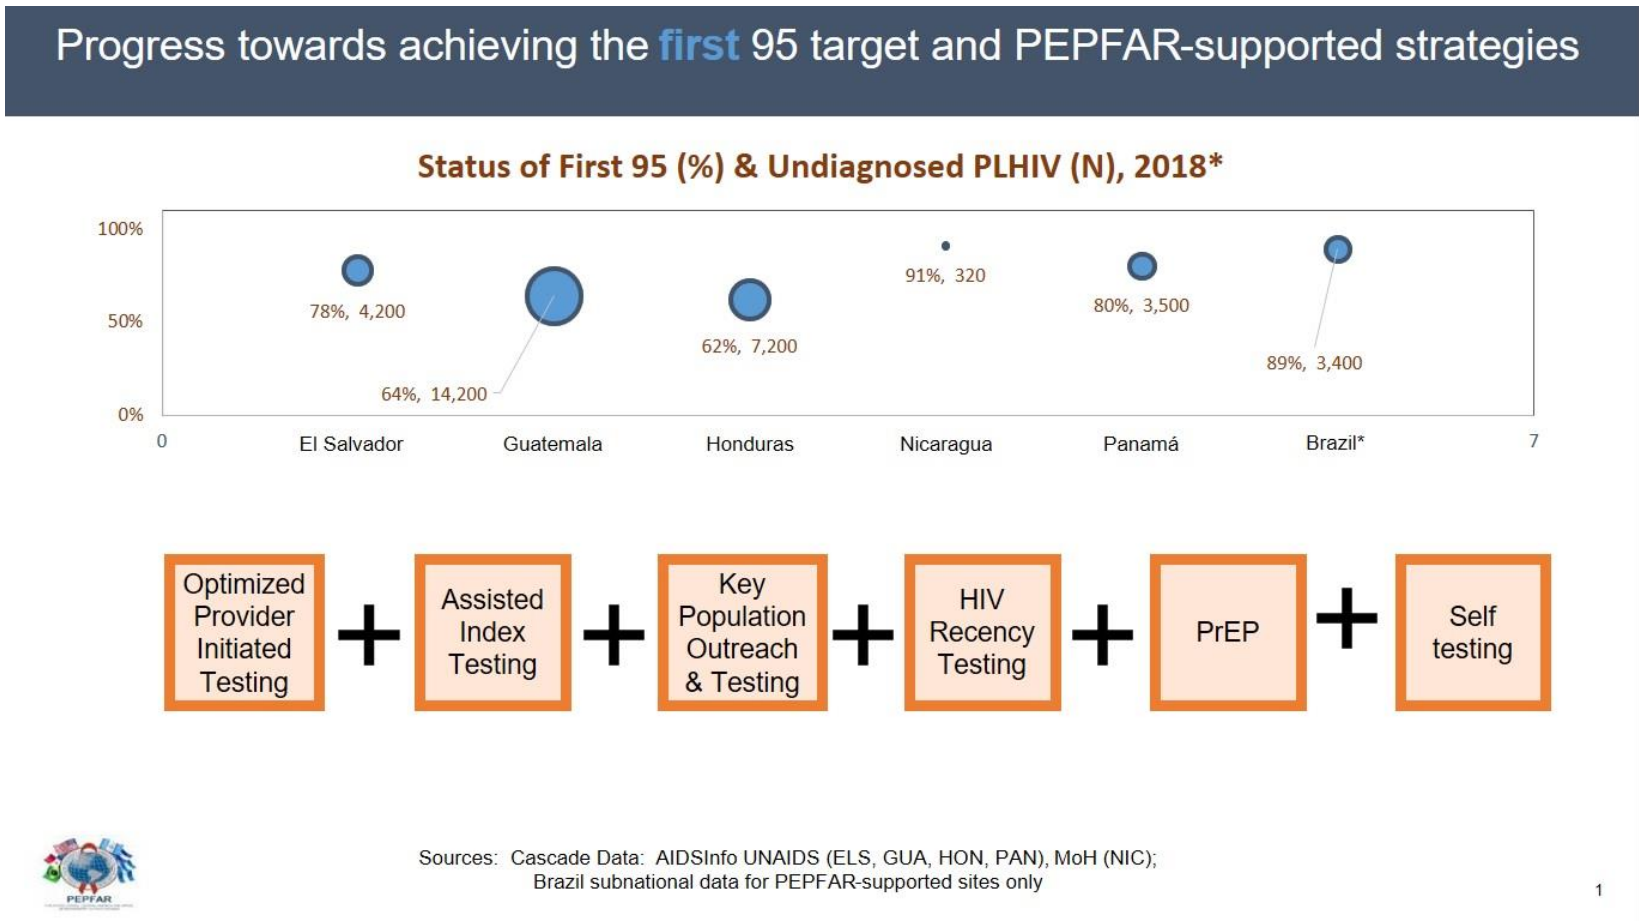 Progress towards achieving the first 95 target and PEPFAR-supported strategies
Status of First 95 (%) & Undiagnosed PLHIV (N), 2018*
100%
50%
0%
78%, 4,200
64%, 14,200
62%, 7,200
91%, 320
80%, 3,500
89%, 3,400
0
El Salvador
Guatemala
Honduras
Nicaragua
Panamá
Brazil*
7
Optimized
Provider
Initiated
Testing
+
Assisted
Index
Testing
+
Key
Population
Outreach
& Testing
+
HIV
Recency
Testing
+
PrEP
+
Self
testing
PEPFAR
Sources: Cascade Data: AIDSInfo UNAIDS (ELS, GUA, HON, PAN), MoH (NIC);
Brazil subnational data for PEPFAR-supported sites only
1